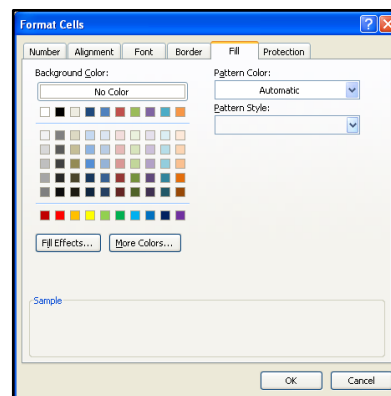 Format Cells
Number Alignment Font Border Fill Protection
Background Color:
No Color
Pattern Color:
Automatic
Pattern Style:
Fill Effects...
More Colors...
Sample
OK
Cancel